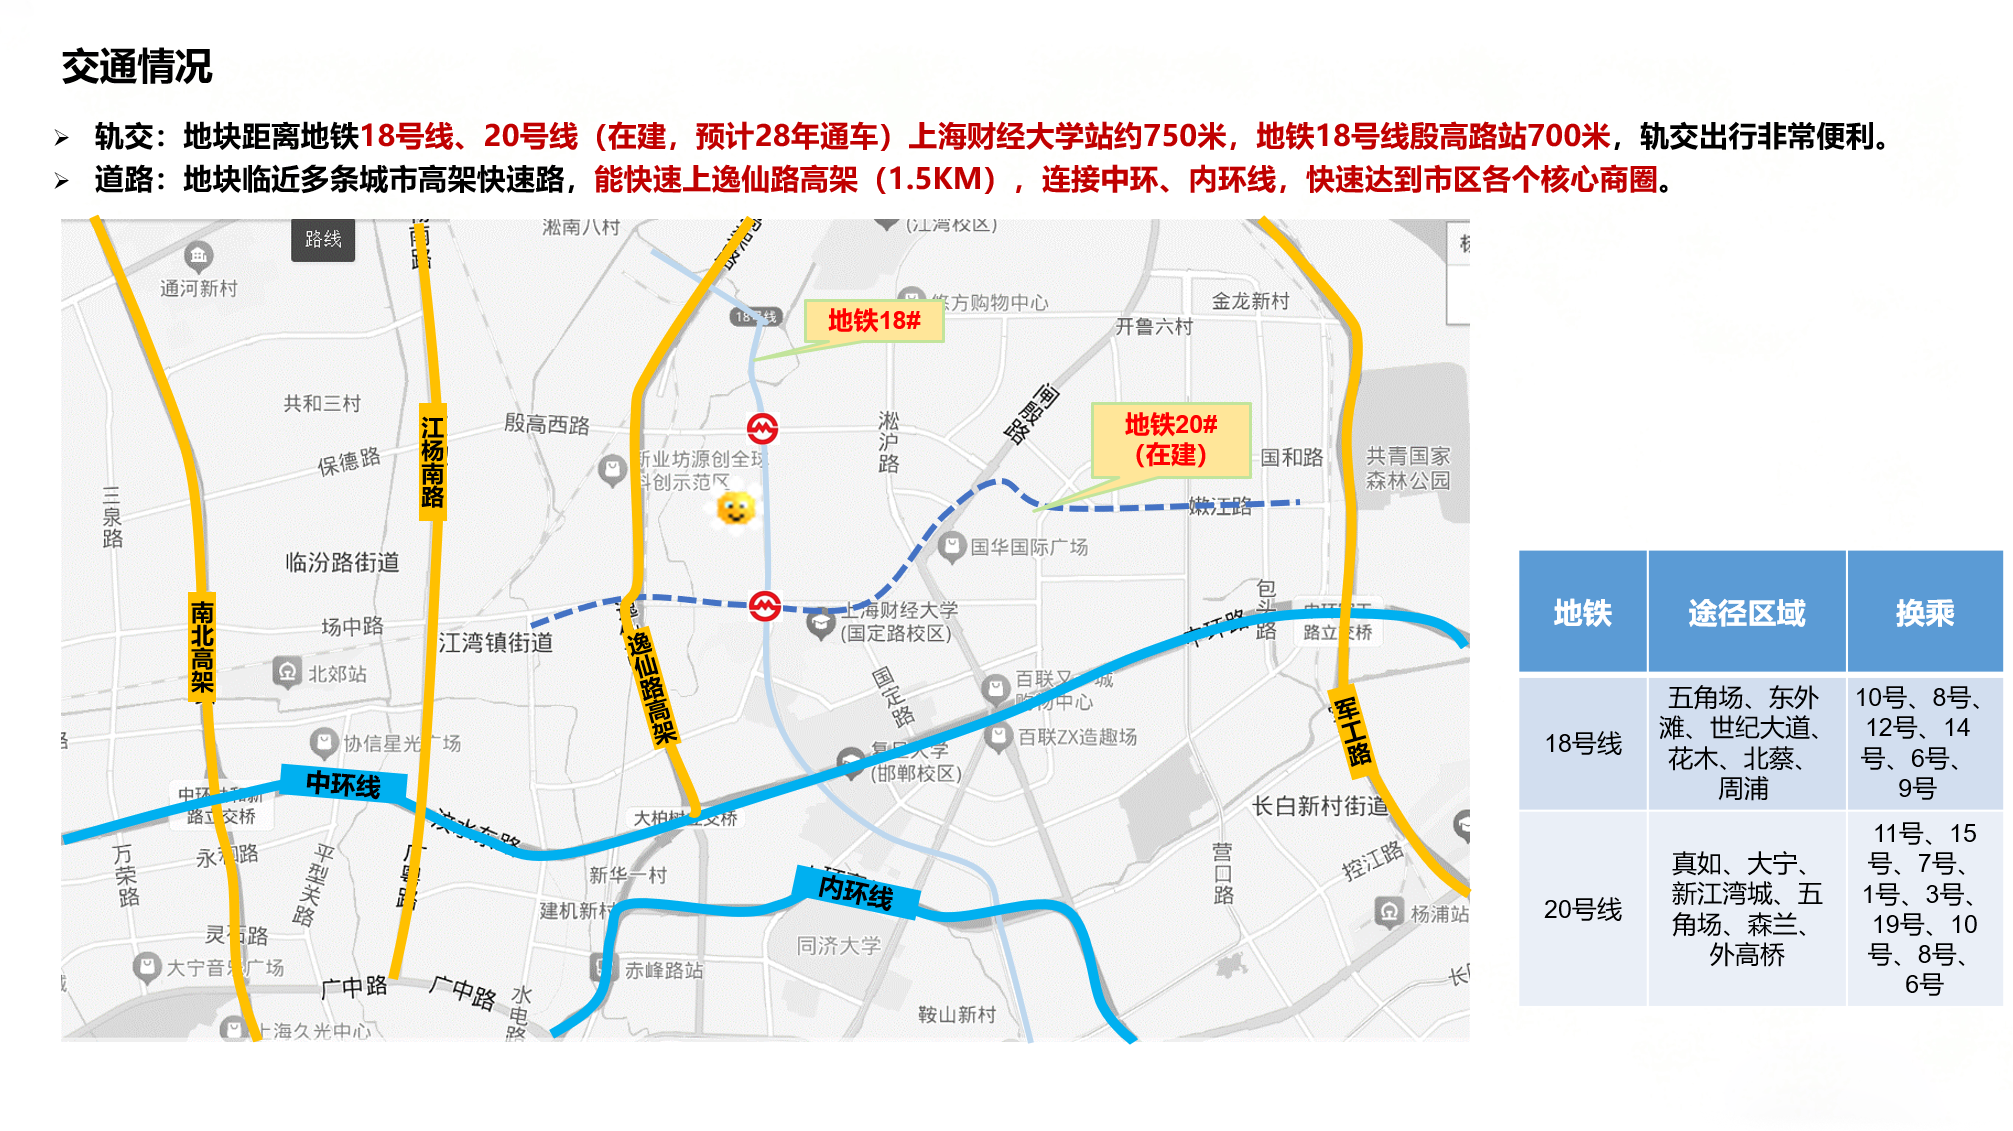 交通情况
➢ 轨交：地块距离地铁18号线、20号线（在建，预计28年通车）上海财经大学站约750米，地铁18号线殷高路站700米，轨交出行非常便利。
➢ 道路：地块临近多条城市高架快速路，能快速上逸仙路高架（1.5KM），连接中环、内环线，快速达到市区各个核心商圈。
路线
淞南八村
(江湾校区)
通河新村
悠方购物中心
金龙新村
开鲁六村
地铁18#
共和三村
殷高西路
淞沪路
闸殷路
地铁20#
（在建）
国和路
共青国家
森林公园
江杨南路
保德路
新业坊源创全球
科创示范区
三泉路
嫩江路
临汾路街道
国华国际广场
包头路
南北高架
场中路
江湾镇街道
上海财经大学
(国定路校区)
中环路
路立交桥
逸仙路高架
北郊站
国定路
百联又一城
购物中心
军工路
协信星光广场
百联ZX造趣场
复旦大学
(邯郸校区)
中环线
路立交桥
汶水东路
大柏树立交桥
长白新村街道
万荣路
永和路
平型关路
广粤路
新华一村
营口路
控江路
内环线
建机新村
杨浦站
灵石路
同济大学
大宁音乐广场
赤峰路站
广中路
广中路
水电路
鞍山新村
上海久光中心
地铁 途径区域 换乘
18号线
五角场、东外
滩、世纪大道、
花木、北蔡、
周浦
10号、8号、
12号、14
号、6号、
9号
20号线
真如、大宁、
新江湾城、五
角场、森兰、
外高桥
11号、15
号、7号、
1号、3号、
19号、10
号、8号、
6号